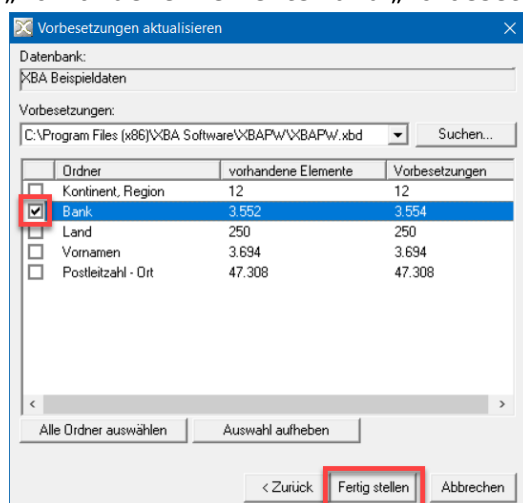 Vorbesetzungen aktualisieren
Datenbank:
XBA Beispieldaten
Vorbesetzungen:
C:\Program Files (x86)\XBA Software\XBAPW\XBAPW.xbd Suchen...
Ordner vorhandene Elemente Vorbesetzungen
Kontinent, Region 12 12
Bank 3.552 3.554
Land 250 250
Vornamen 3.694 3.694
Postleitzahl - Ort 47.308 47.308
Alle Ordner auswählen Auswahl aufheben
< Zurück Fertig stellen Abbrechen